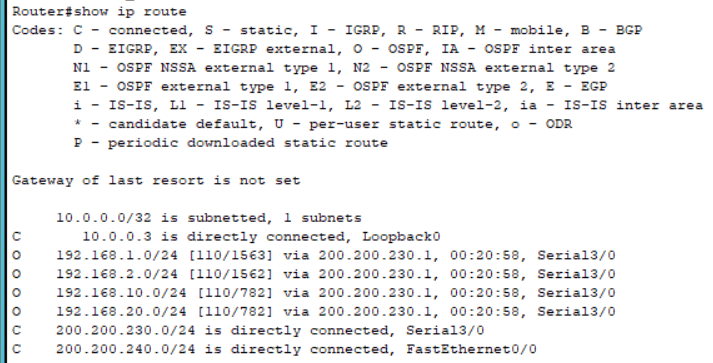 Router#show ip route
Codes: C - connected, S - static, I - IGRP, R - RIP, M - mobile, B - BGP
       D - EIGRP, EX - EIGRP external, O - OSPF, IA - OSPF inter area
       N1 - OSPF NSSA external type 1, N2 - OSPF NSSA external type 2
       E1 - OSPF external type 1, E2 - OSPF external type 2, E - EGP
       i - IS-IS, L1 - IS-IS level-1, L2 - IS-IS level-2, ia - IS-IS inter area
       * - candidate default, U - per-user static route, o - ODR
       P - periodic downloaded static route
Gateway of last resort is not set
     10.0.0.0/32 is subnetted, 1 subnets
C       10.0.0.3 is directly connected, Loopback0
O    192.168.1.0/24 [110/1563] via 200.200.230.1, 00:20:58, Serial3/0
O    192.168.2.0/24 [110/1562] via 200.200.230.1, 00:20:58, Serial3/0
O    192.168.10.0/24 [110/782] via 200.200.230.1, 00:20:58, Serial3/0
O    192.168.20.0/24 [110/782] via 200.200.230.1, 00:20:58, Serial3/0
C    200.200.230.0/24 is directly connected, Serial3/0
C    200.200.240.0/24 is directly connected, FastEthernet0/0